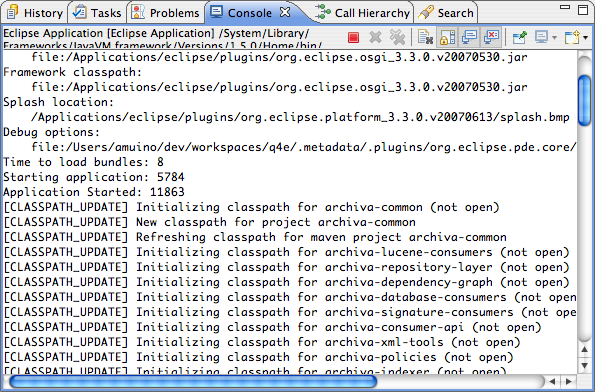 History
Tasks
Problems
Console
Call Hierarchy
Search
Eclipse Application [Eclipse Application] /System/Library/
Frameworks/JavaVM.framework/Versions/1.5.0/Home/bin/
file:/Applications/eclipse/plugins/org.eclipse.osgi_3.3.0.v20070530.jar
Framework classpath:
file:/Applications/eclipse/plugins/org.eclipse.osgi_3.3.0.v20070530.jar
Splash location:
/Applications/eclipse/plugins/org.eclipse.platform_3.3.0.v20070613/splash.bmp
Debug options:
file:/Users/amuino/dev/workspaces/q4e/.metadata/.plugins/org.eclipse.pde.core/
Time to load bundles: 8
Starting application: 5784
Application Started: 11863
[CLASSPATH_UPDATE] Initializing classpath for archiva-common (not open)
[CLASSPATH_UPDATE] New classpath for project archiva-common
[CLASSPATH_UPDATE] Refreshing classpath for maven project archiva-common
[CLASSPATH_UPDATE] Initializing classpath for archiva-lucene-consumers (not open)
[CLASSPATH_UPDATE] Initializing classpath for archiva-repository-layer (not open)
[CLASSPATH_UPDATE] Initializing classpath for archiva-dependency-graph (not open)
[CLASSPATH_UPDATE] Initializing classpath for archiva-database-consumers (not open)
[CLASSPATH_UPDATE] Initializing classpath for archiva-signature-consumers (not open)
[CLASSPATH_UPDATE] Initializing classpath for archiva-consumer-api (not open)
[CLASSPATH_UPDATE] Initializing classpath for archiva-xml-tools (not open)
[CLASSPATH_UPDATE] Initializing classpath for archiva-policies (not open)
[CLASSPATH_UPDATE] Initializing classpath for archiva-indexer (not open)